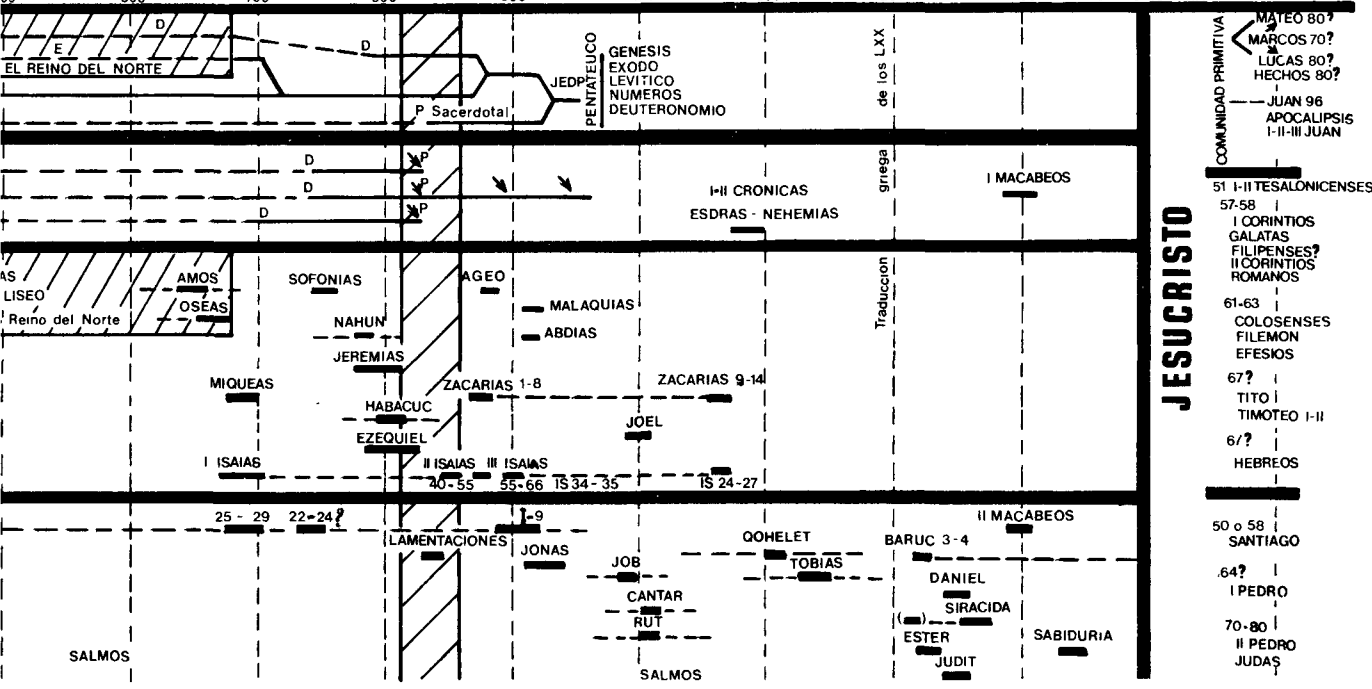 D
E
EL REINO DEL NORTE
D
P Sacerdotal
JEDP
PENTATEUCO
GENESIS
EXODO
LEVITICO
NUMEROS
DEUTERONOMIO
D
P
D
P
D
P
I-II CRONICAS
ESDRAS - NEHEMIAS
I MACABEOS
Traduccion griega de los LXX
AS
LISEO
Reino del Norte
AMOS
OSEAS
SOFONIAS
NAHUN
JEREMIAS
MIQUEAS
HABACUC
EZEQUIEL
AGEO
MALAQUIAS
ABDIAS
ZACARIAS 1-8
ZACARIAS 9-14
JOEL
I ISAIAS
II ISAIAS
40-55
III ISAIAS
55-66
IS 34-35
IS 24-27
25 - 29
22-24?
I-9
LAMENTACIONES
JONAS
JOB
CANTAR
RUT
QOHELET
TOBIAS
BARUC 3-4
II MACABEOS
DANIEL
SIRACIDA
( )
ESTER
JUDIT
SABIDURIA
SALMOS
SALMOS
JESUCRISTO
COMUNIDAD PRIMITIVA
MATEO 80?
MARCOS 70?
LUCAS 80?
HECHOS 80?
JUAN 96
APOCALIPSIS
I-II-III JUAN
51 I-II TESALONICENSES
57-58
I CORINTIOS
GALATAS
FILIPENSES?
II CORINTIOS
ROMANOS
61-63
COLOSENSES
FILEMON
EFESIOS
67?
TITO
TIMOTEO I-II
6/?
HEBREOS
50 o 58
SANTIAGO
.64?
I PEDRO
70-80
II PEDRO
JUDAS